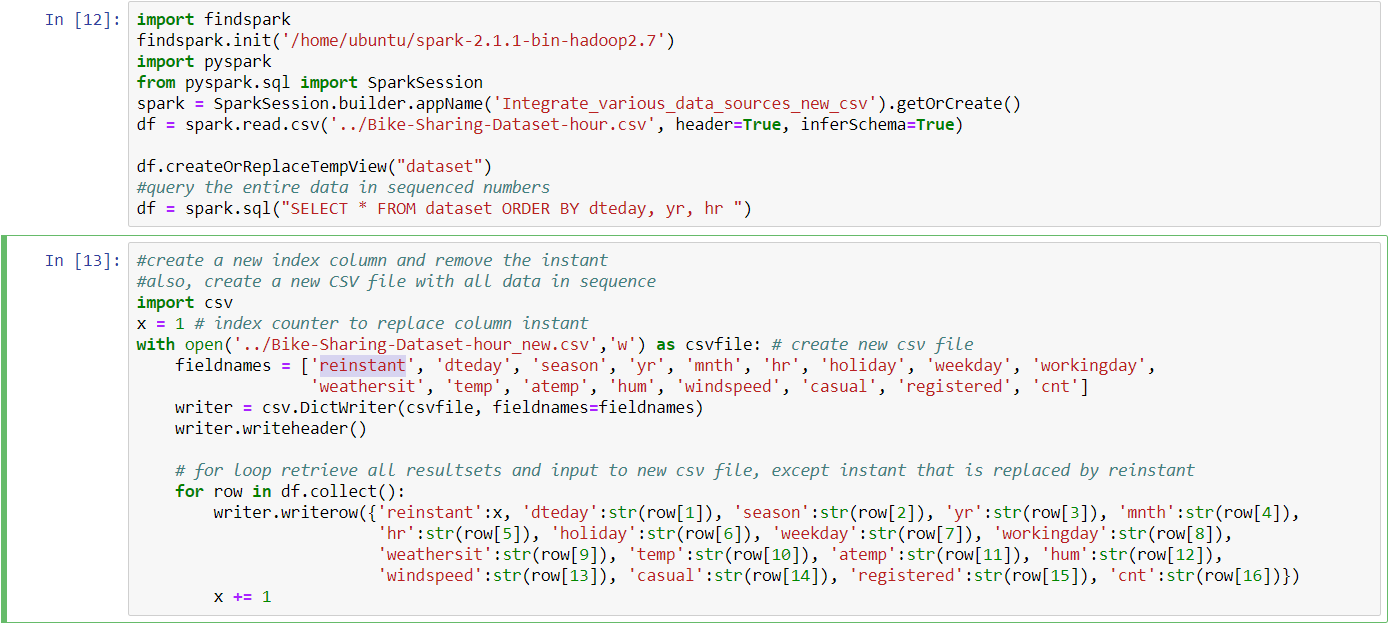 In [12]: import findspark
findspark.init('/home/ubuntu/spark-2.1.1-bin-hadoop2.7')
import pyspark
from pyspark.sql import SparkSession
spark = SparkSession.builder.appName('Integrate_various_data_sources_new_csv').getOrCreate()
df = spark.read.csv('../Bike-Sharing-Dataset-hour.csv', header=True, inferSchema=True)

df.createOrReplaceTempView("dataset")
#query the entire data in sequenced numbers
df = spark.sql("SELECT * FROM dataset ORDER BY dteday, yr, hr ")

In [13]: #create a new index column and remove the instant
#also, create a new CSV file with all data in sequence
import csv
x = 1 # index counter to replace column instant
with open('../Bike-Sharing-Dataset-hour_new.csv','w') as csvfile: # create new csv file
    fieldnames = ['reinstant', 'dteday', 'season', 'yr', 'mnth', 'hr', 'holiday', 'weekday', 'workingday',
                  'weathersit', 'temp', 'atemp', 'hum', 'windspeed', 'casual', 'registered', 'cnt']
    writer = csv.DictWriter(csvfile, fieldnames=fieldnames)
    writer.writeheader()

    # for loop retrieve all resultsets and input to new csv file, except instant that is replaced by reinstant
    for row in df.collect():
        writer.writerow({'reinstant':x, 'dteday':str(row[1]), 'season':str(row[2]), 'yr':str(row[3]), 'mnth':str(row[4]),
                         'hr':str(row[5]), 'holiday':str(row[6]), 'weekday':str(row[7]), 'workingday':str(row[8]),
                         'weathersit':str(row[9]), 'temp':str(row[10]), 'atemp':str(row[11]), 'hum':str(row[12]),
                         'windspeed':str(row[13]), 'casual':str(row[14]), 'registered':str(row[15]), 'cnt':str(row[16])})
        x += 1